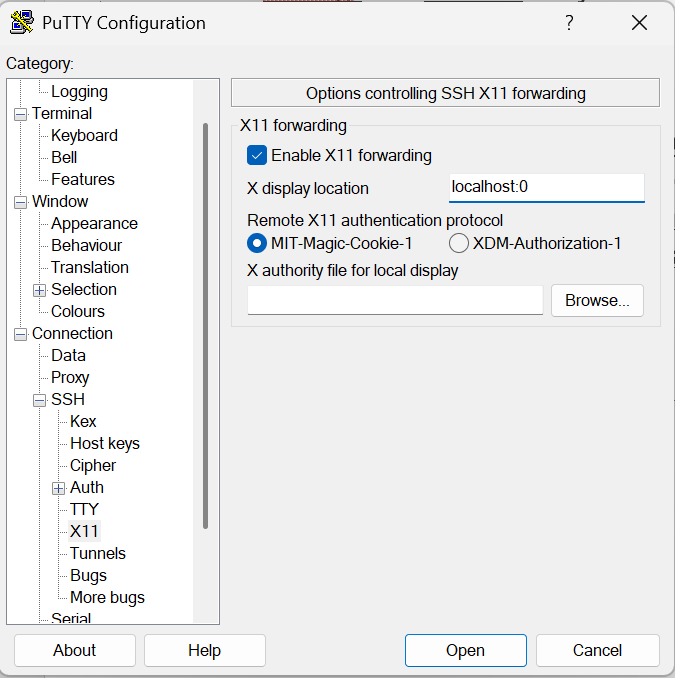 PuTTY Configuration
?
Category:
Logging
Terminal
Keyboard
Bell
Features
Window
Appearance
Behaviour
Translation
Selection
Colours
Connection
Data
Proxy
SSH
Kex
Host keys
Cipher
Auth
TTY
X11
Tunnels
Bugs
More bugs
Serial
Options controlling SSH X11 forwarding
X11 forwarding
Enable X11 forwarding
X display location localhost:0
Remote X11 authentication protocol
MIT-Magic-Cookie-1 XDM-Authorization-1
X authority file for local display
Browse...
About Help Open Cancel